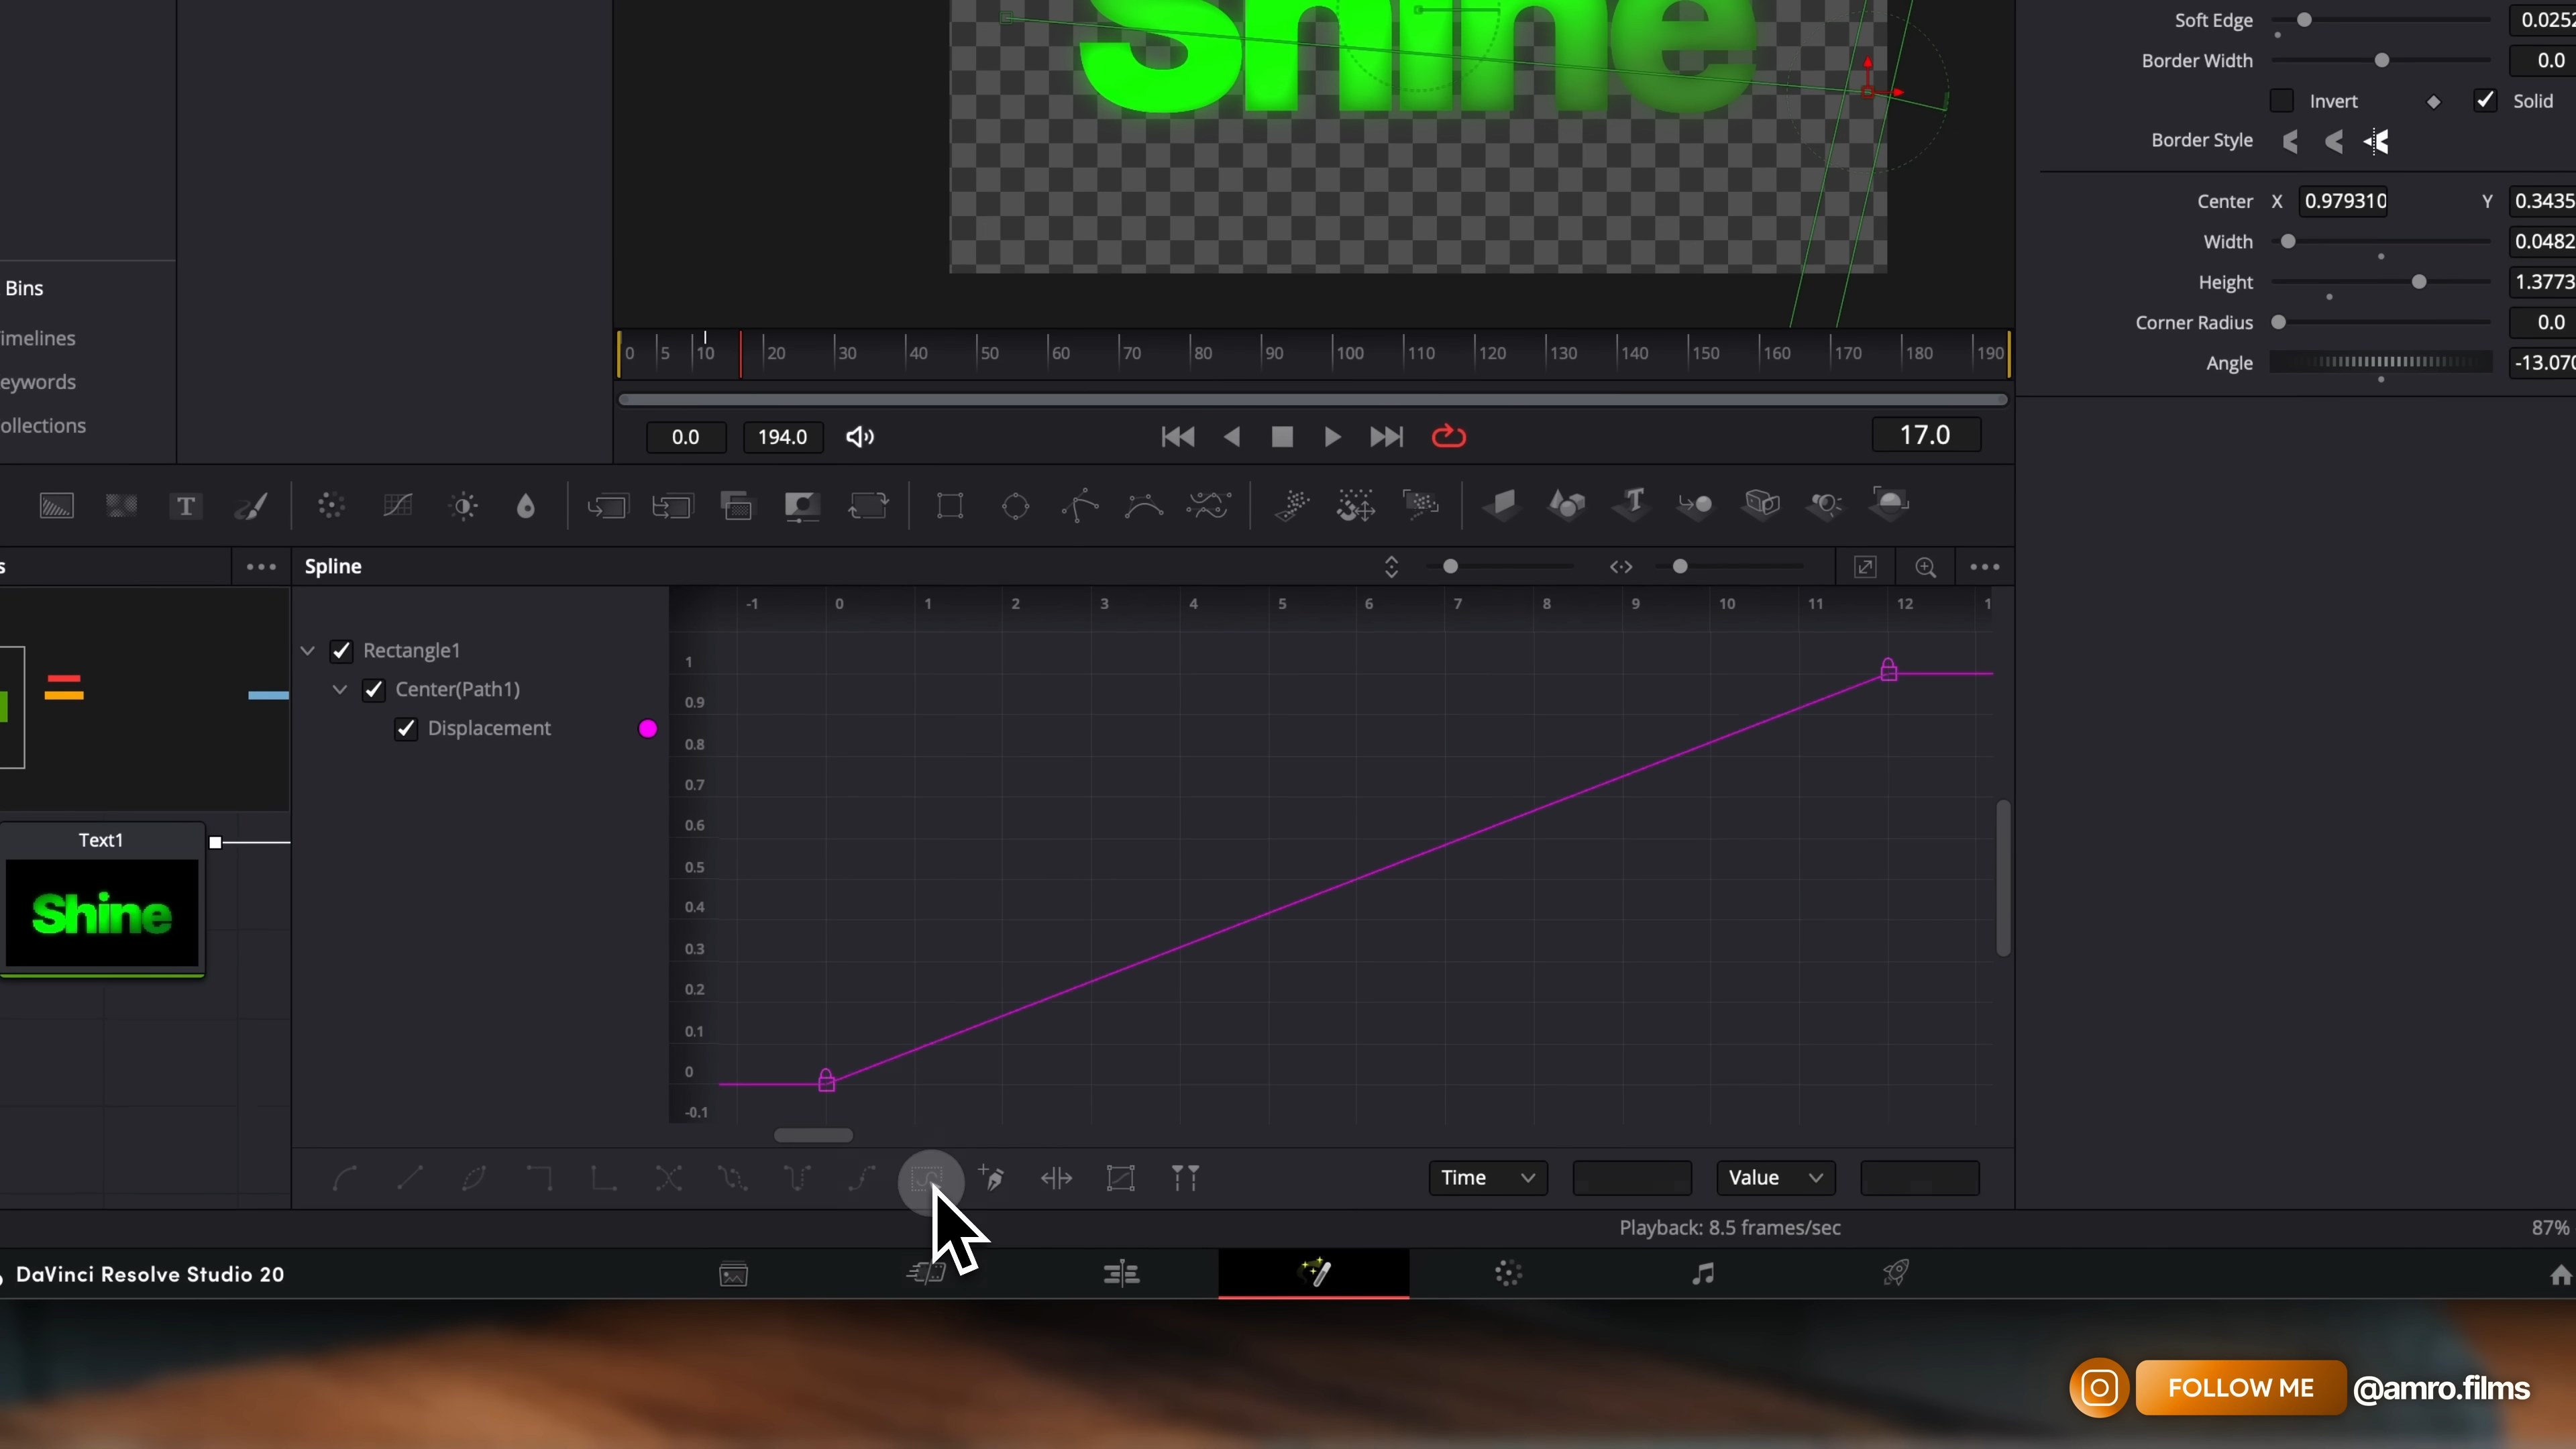 Shine
Soft Edge 0.0252
Border Width 0.0
Invert Solid
Border Style
Center X 0.979310 Y 0.3435
Width 0.0482
Height 1.3773
Corner Radius 0.0
Angle -13.070
Bins
imelines
eywords
ollections
0 5 10 20 30 40 50 60 70 80 90 100 110 120 130 140 150 160 170 180 190
0.0 194.0 17.0
s Spline
-1 0 1 2 3 4 5 6 7 8 9 10 11 12 1
Rectangle1
Center(Path1)
Displacement
1
0.9
0.8
0.7
0.6
0.5
0.4
0.3
0.2
0.1
0
-0.1
Text1
Shine
Time Value
Playback: 8.5 frames/sec 87%
DaVinci Resolve Studio 20
FOLLOW ME @amro.films